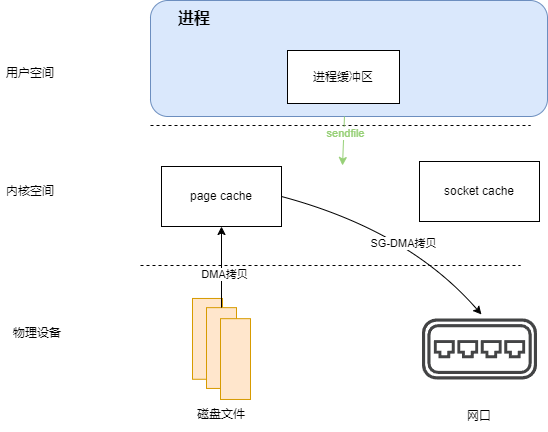 进程
用户空间
进程缓冲区
sendfile
内核空间
page cache
socket cache
SG-DMA拷贝
DMA拷贝
物理设备
磁盘文件
网口